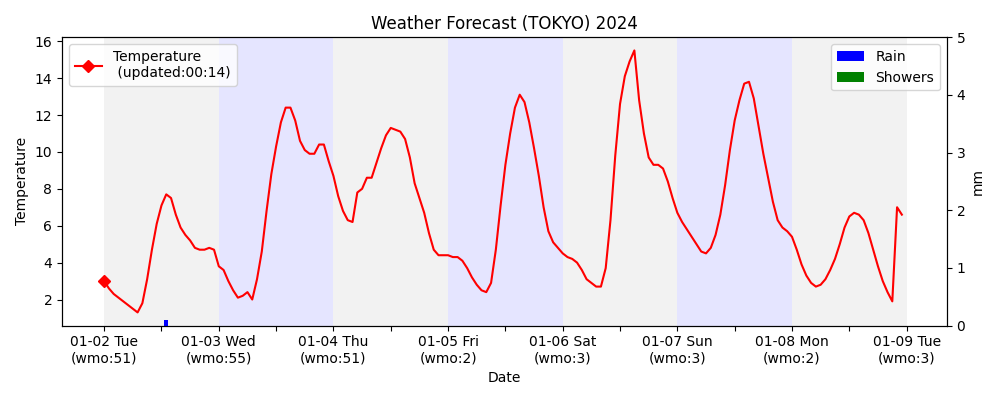 Weather Forecast (TOKYO) 2024
Temperature
(updated:00:14)
Rain
Showers
16
14
12
10
8
6
4
2
Temperature
5
4
3
2
1
0
mm
01-02 Tue
(wmo:51)
01-03 Wed
(wmo:55)
01-04 Thu
(wmo:51)
01-05 Fri
(wmo:2)
01-06 Sat
(wmo:3)
01-07 Sun
(wmo:3)
01-08 Mon
(wmo:2)
01-09 Tue
(wmo:3)
Date